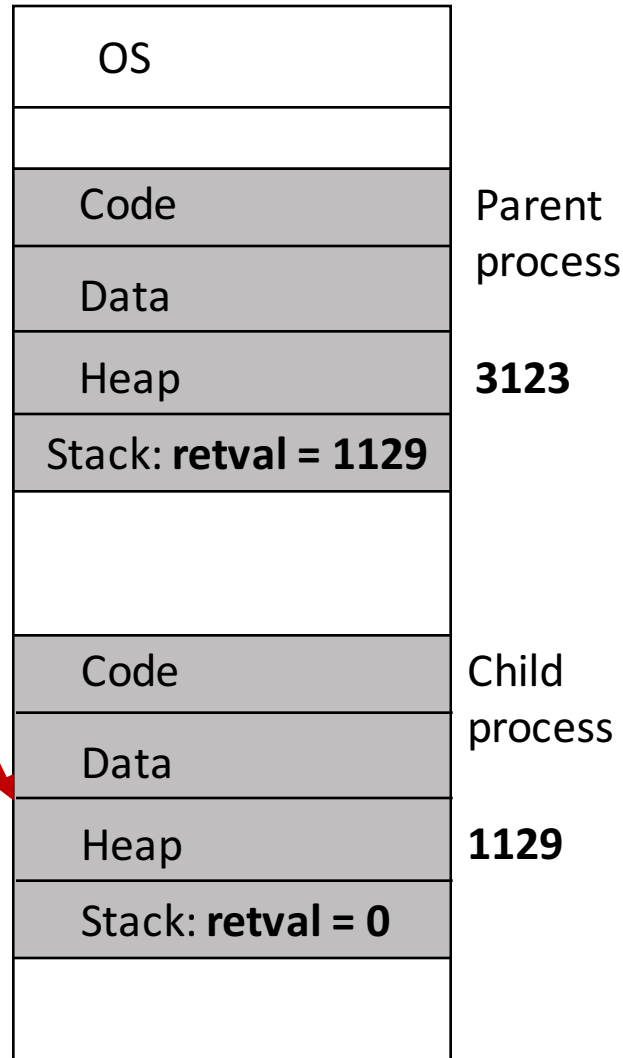 OS
Code
Parent
process
Data
Heap
3123
Stack: retval = 1129
Code
Child
process
Data
Heap
1129
Stack: retval = 0